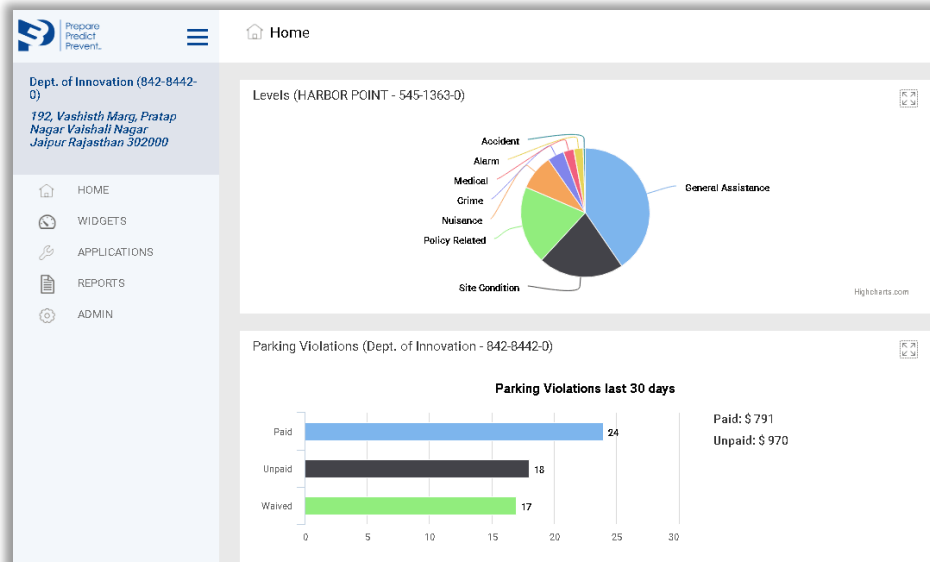 Prepare
Predict
Prevent.
Home
Dept. of Innovation (842-8442-
0)
192, Vashisth Marg, Pratap
Nagar Vaishali Nagar
Jaipur Rajasthan 302000
HOME
WIDGETS
APPLICATIONS
REPORTS
ADMIN
Levels (HARBOR POINT - 545-1363-0)
Accident
Alarm
Medical
Crime
Nuisance
Policy Related
Site Condition
General Assistance
Highcharts.com
Parking Violations (Dept. of Innovation - 842-8442-0)
Parking Violations last 30 days
Paid 24
Unpaid 18
Waived 17
0 5 10 15 20 25 30
Paid: $ 791
Unpaid: $ 970